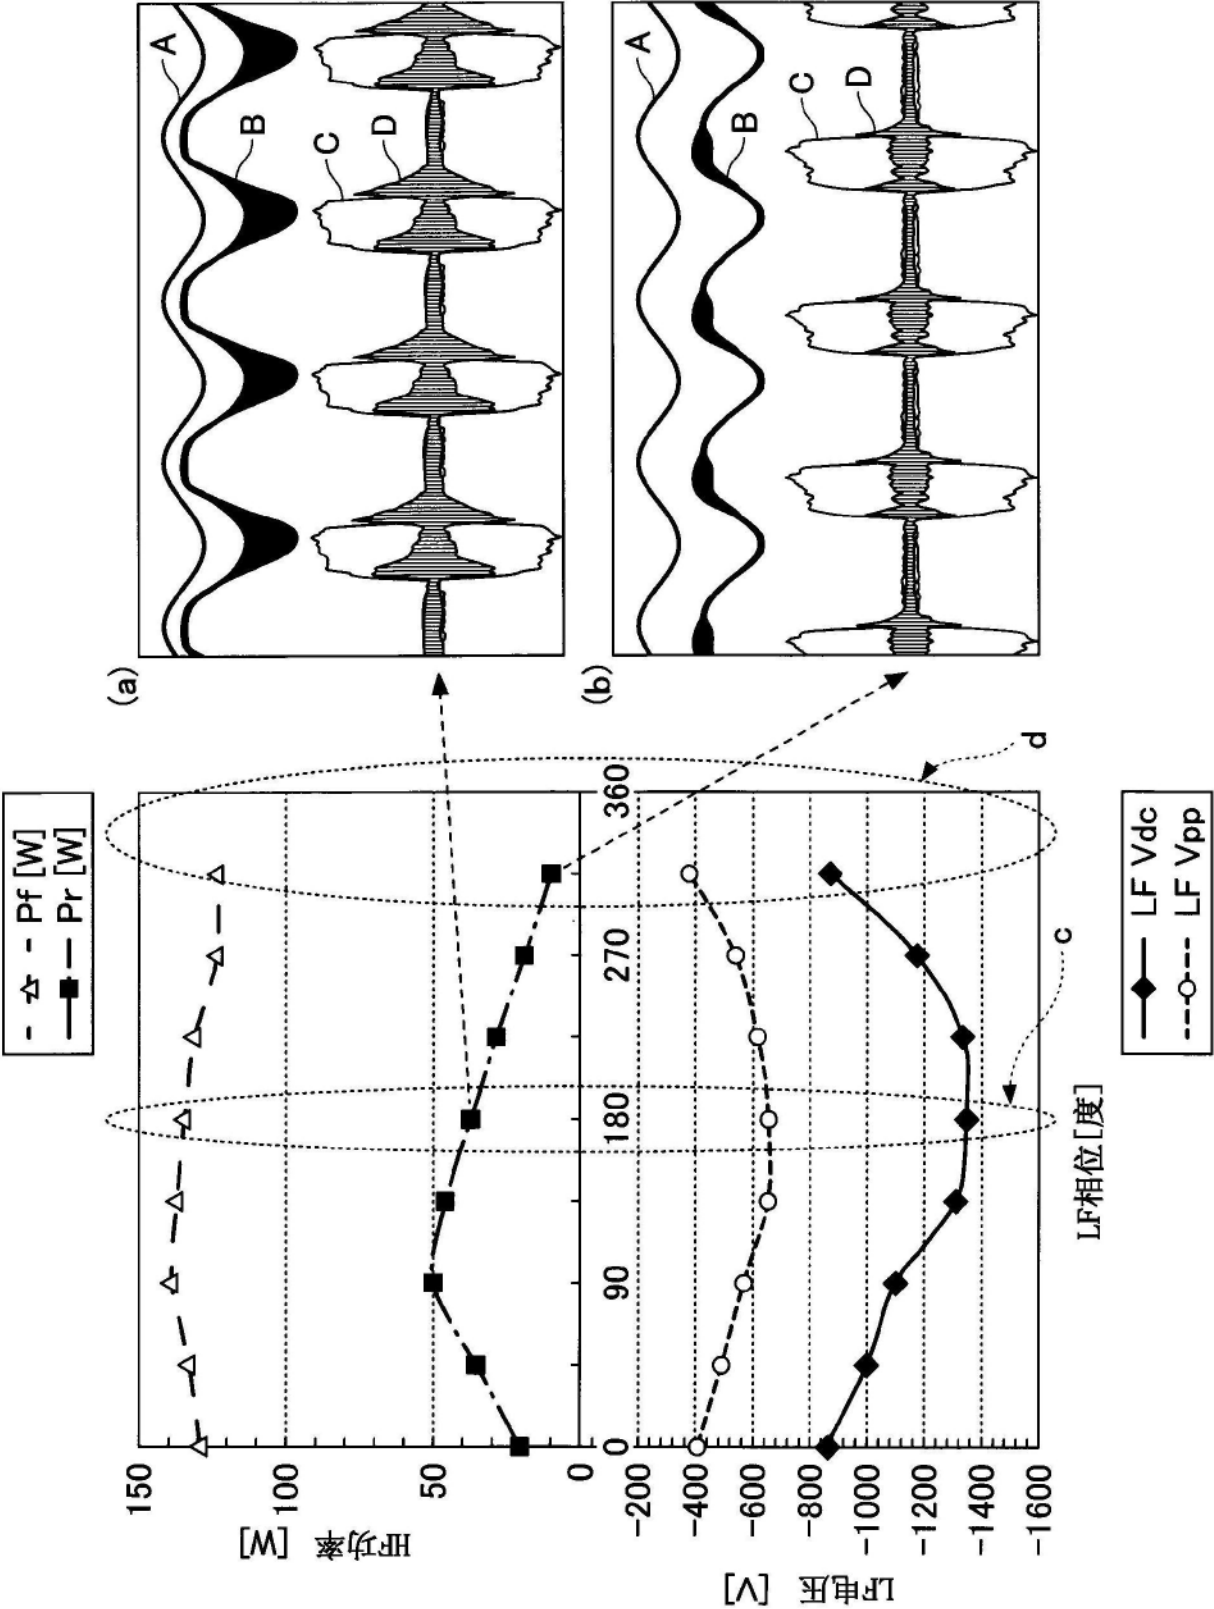 - △ - Pf [W]
—■— Pr [W]
HF功率 [W]
150
100
50
0
0
90
180
270
360
LF电压 [V]
-200
-400
-600
-800
-1000
-1200
-1400
-1600
LF相位[度]
c
d
LF Vdc
LF Vpp
(a)
A
B
C
D
(b)
A
B
C
D